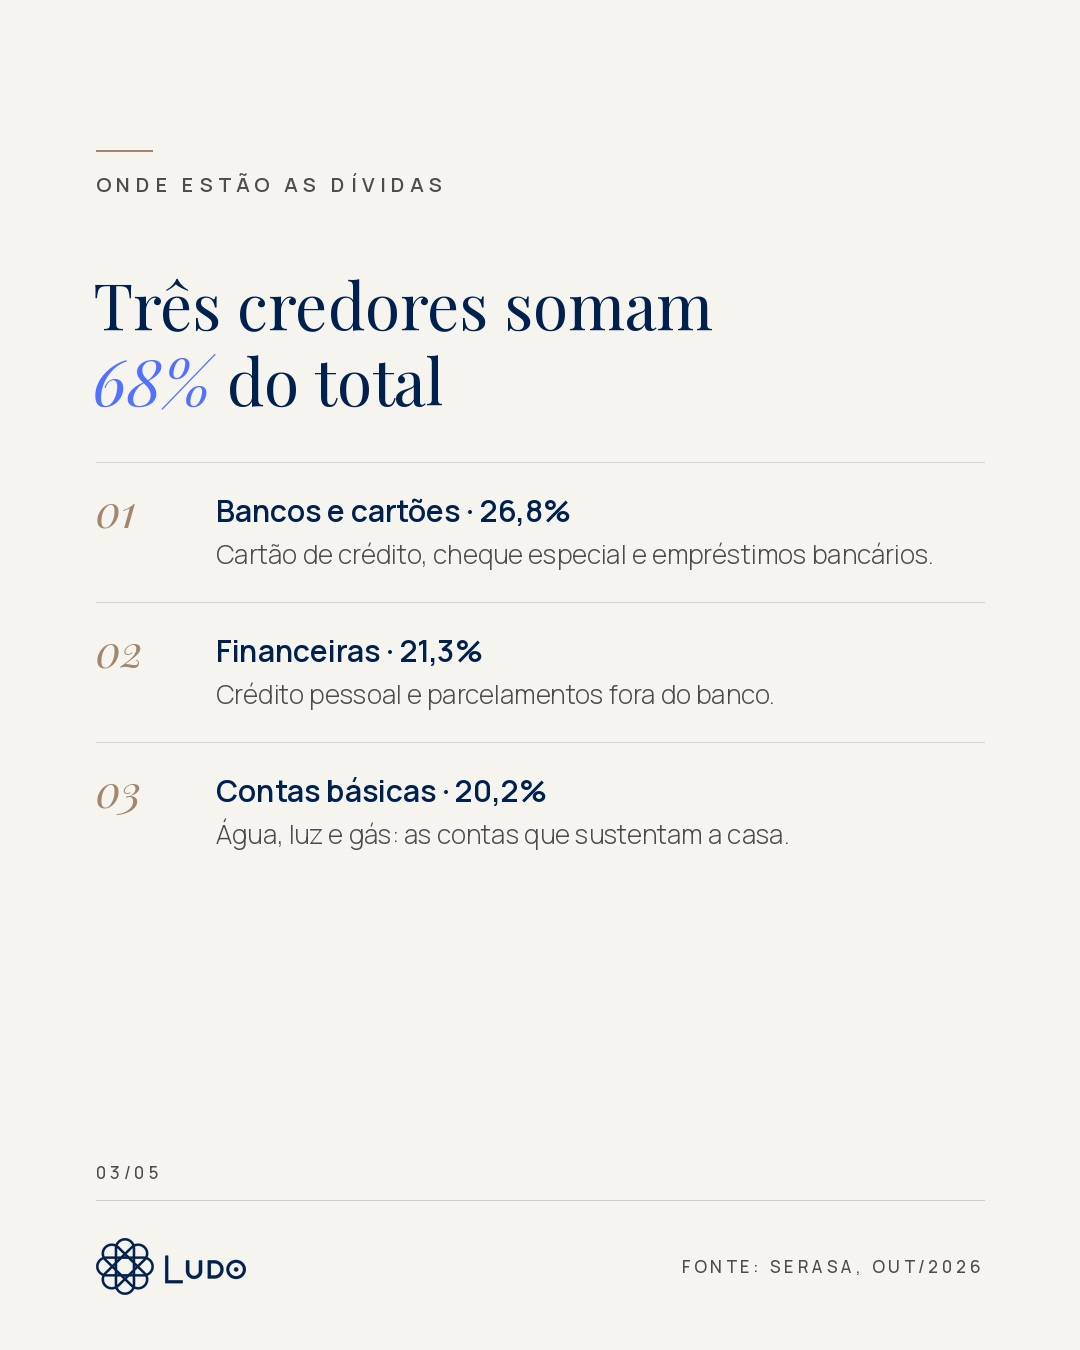 ONDE ESTÃO AS DÍVIDAS
Três credores somam
68% do total
01
Bancos e cartões · 26,8%
Cartão de crédito, cheque especial e empréstimos bancários.
02
Financeiras · 21,3%
Crédito pessoal e parcelamentos fora do banco.
03
Contas básicas · 20,2%
Água, luz e gás: as contas que sustentam a casa.
03/05
LUDO
FONTE: SERASA, OUT/2026